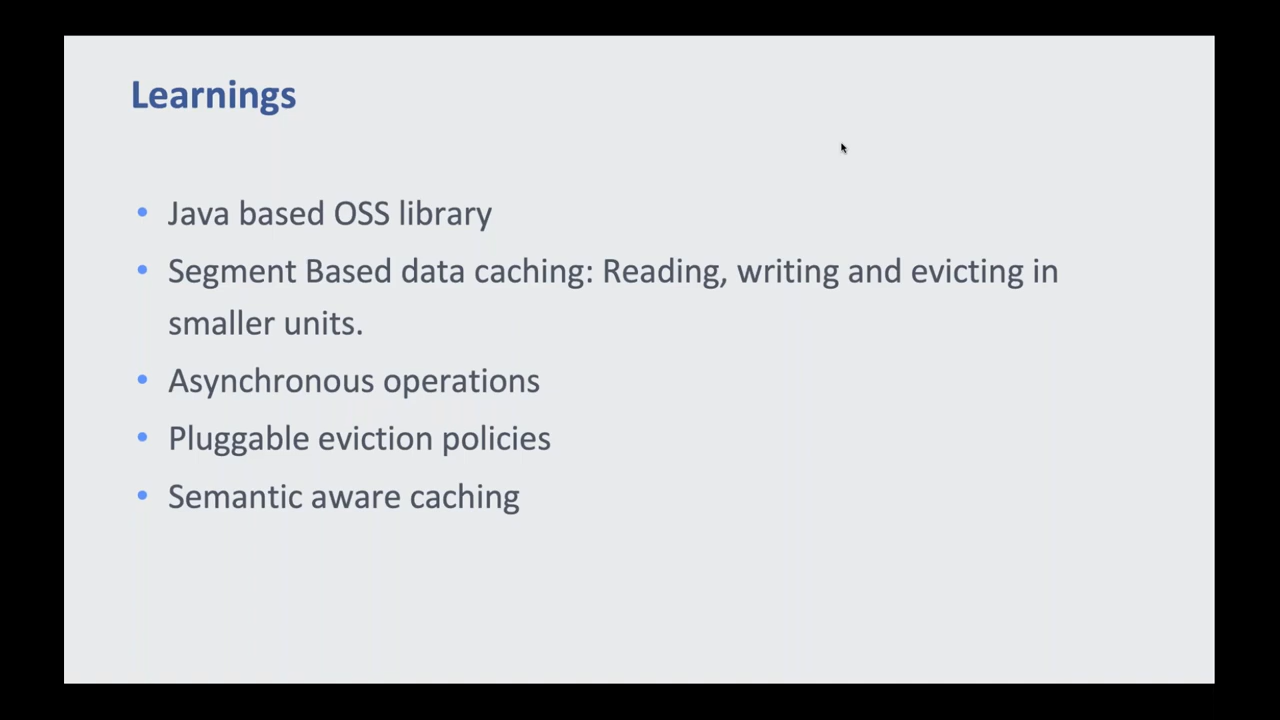 Learnings
• Java based OSS library
• Segment Based data caching: Reading, writing and evicting in
smaller units.
• Asynchronous operations
• Pluggable eviction policies
• Semantic aware caching